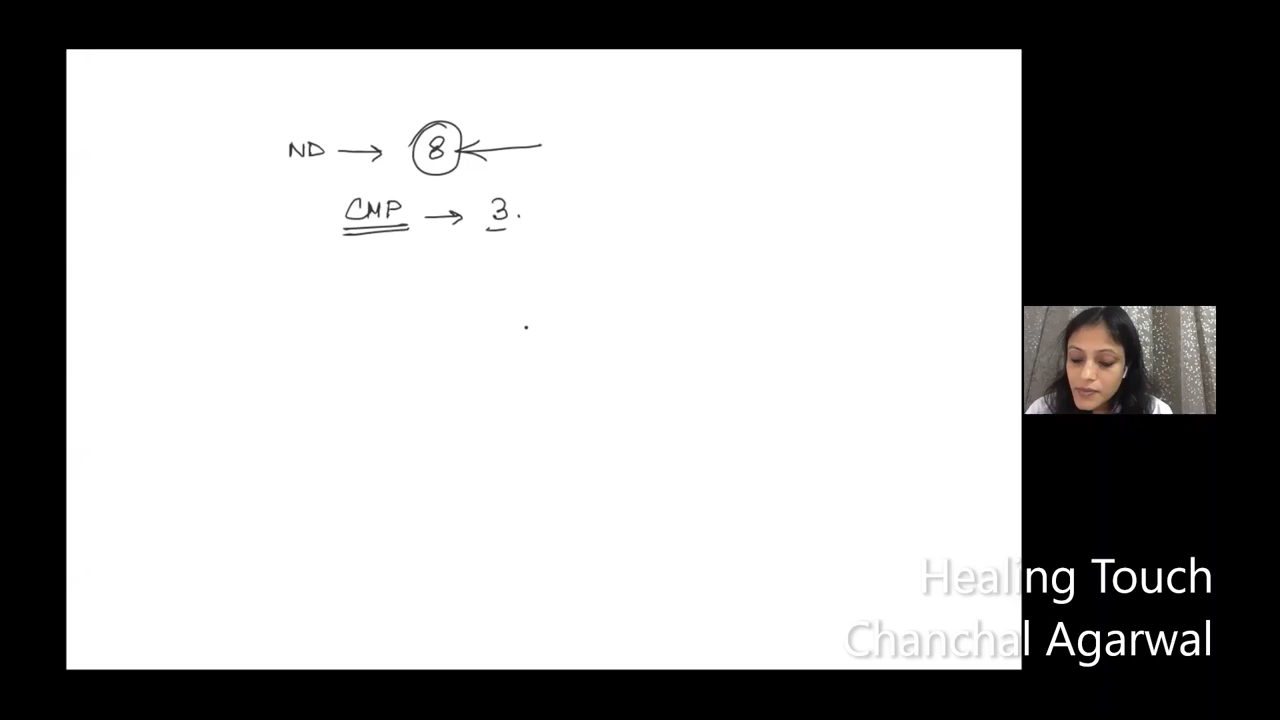 ND → 8 ←
CMP → 3.
Healing Touch
Chanchal Agarwal